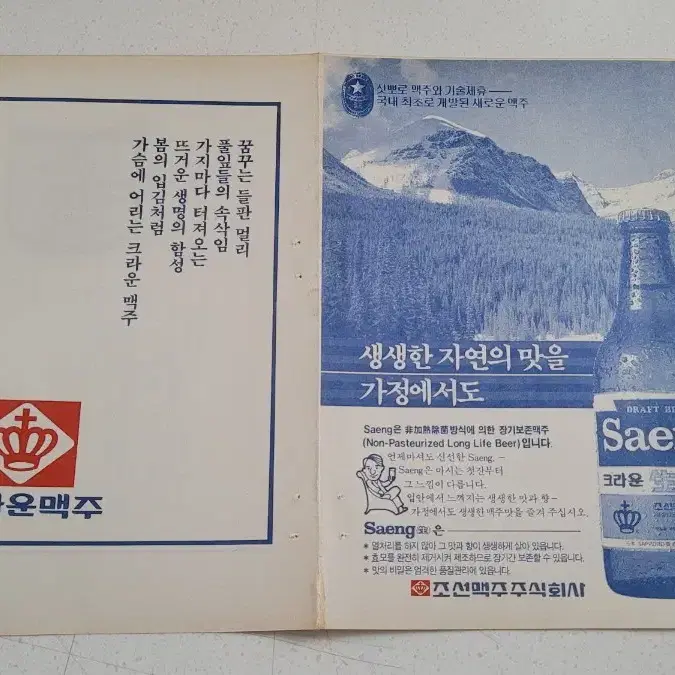 꿈꾸는 들판 멀리
풀잎들의 속삭임
가지마다 터져오는
뜨거운 생명의 함성
봄의 입김처럼
가슴에 어리는 크라운 맥주
라운맥주
삿뽀로 맥주와 기술제휴──
국내 최초로 개발된 새로운 맥주
생생한 자연의 맛을
가정에서도
Saeng은 非加熱除菌방식에 의한 장기보존맥주
(Non-Pasteurized Long Life Beer)입니다.
언제마셔도 신선한 Saeng. -
Saeng은 마시는 첫잔부터
그 느낌이 다릅니다.
입안에서 느껴지는 생생한 맛과 향-
가정에서도 생생한 맥주맛을 즐겨 주십시오.
Saeng(生)은
* 열처리를 하지 않아 그 맛과 향이 생생하게 살아 있읍니다.
* 효모를 완전히 제거시켜 제조하므로 장기간 보존할 수 있읍니다.
* 맛의 비밀은 엄격한 품질관리에 있읍니다.
조선맥주주식회사
DRAFT BE
Saen
크라운 生